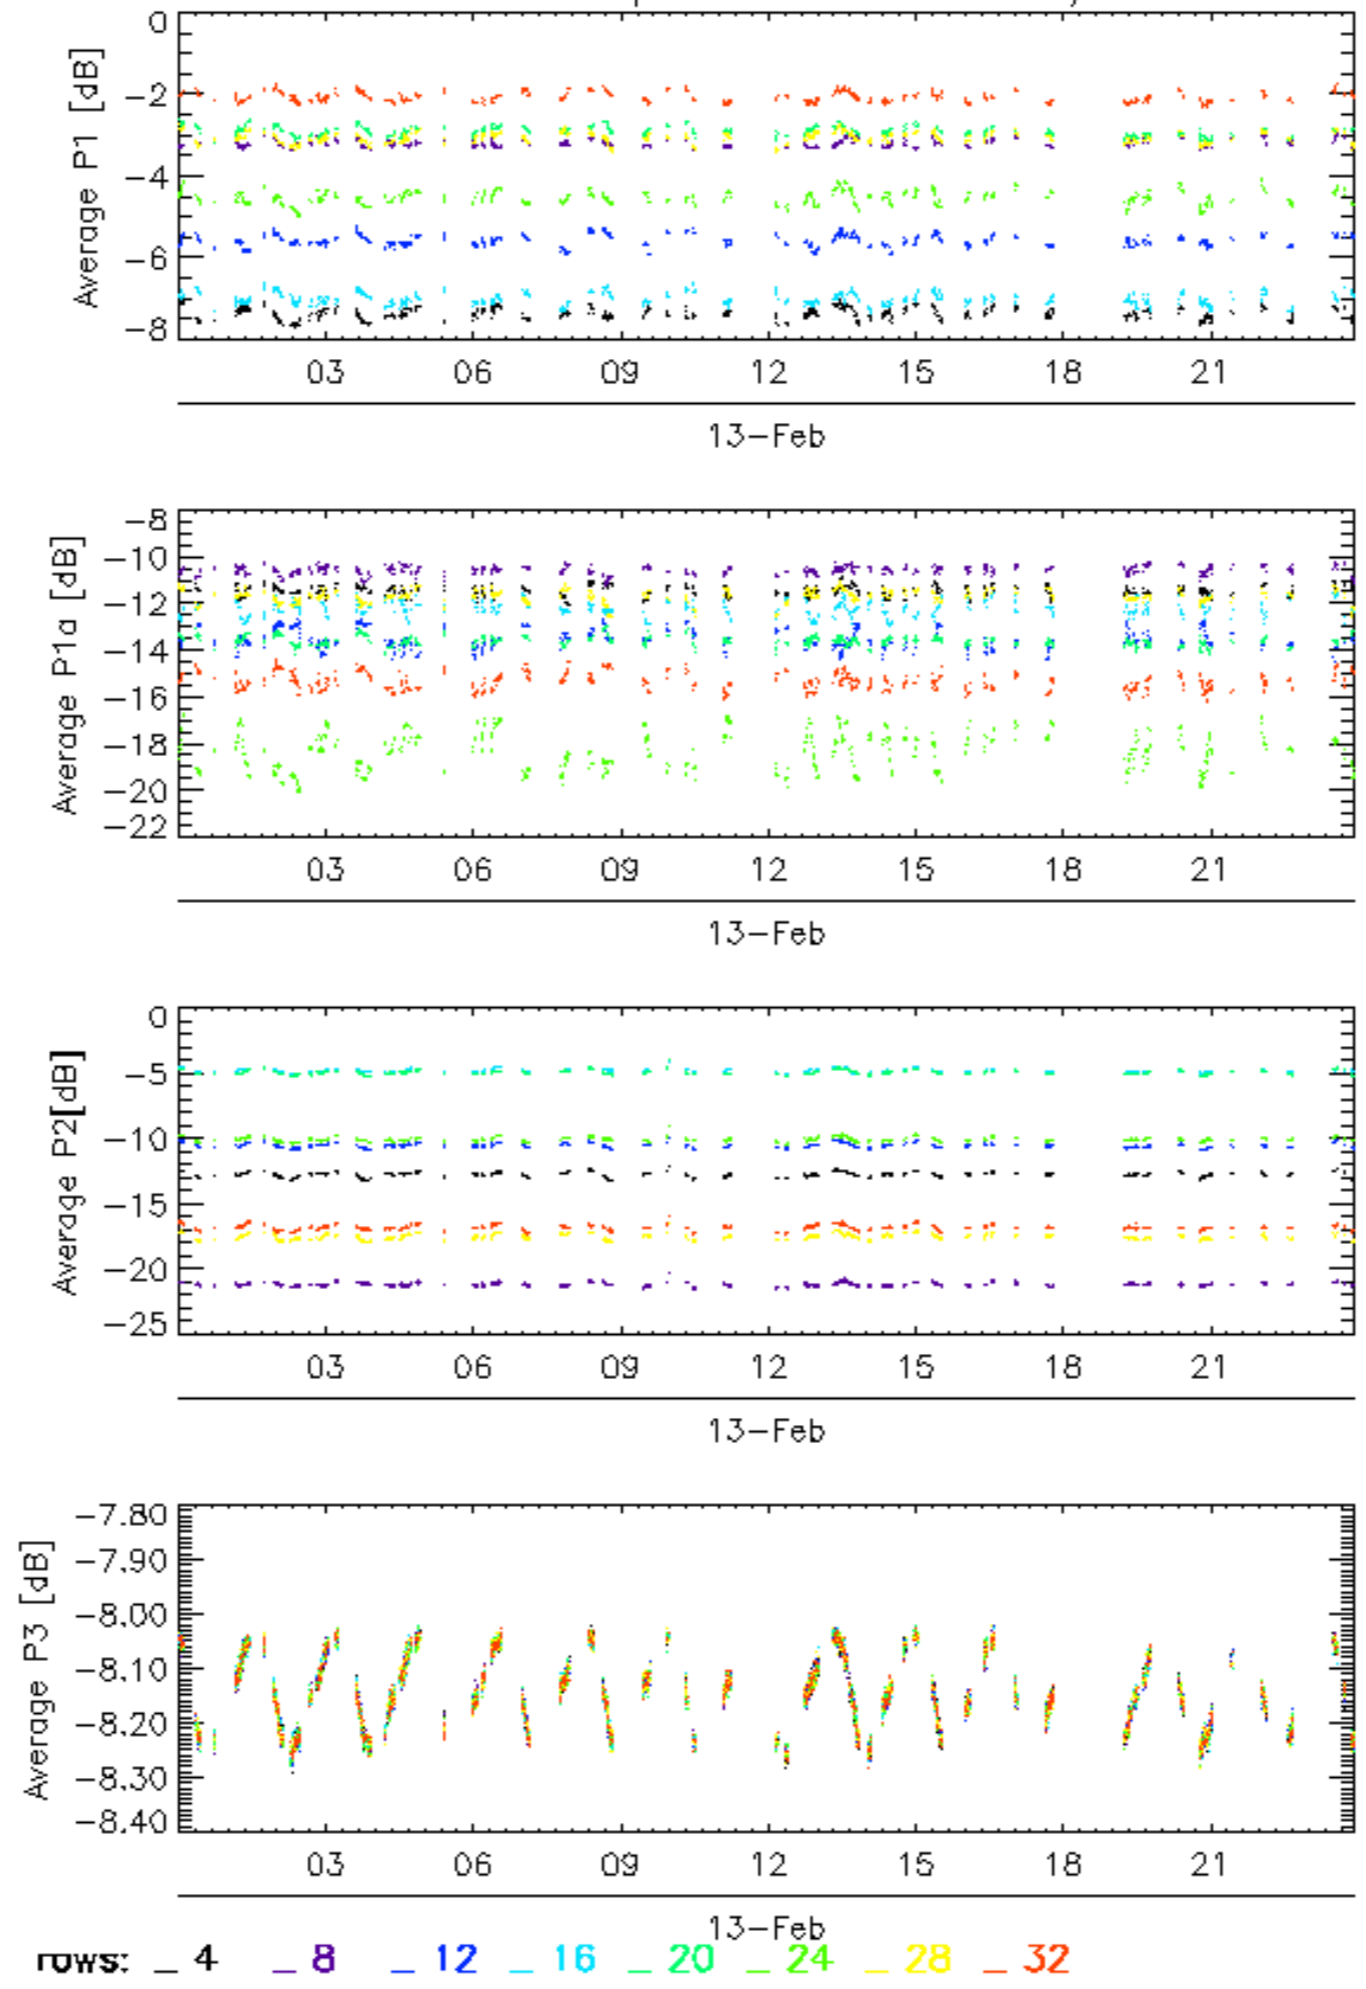 0
Average P1 [dB]
-2
-4
-6
-8
03 06 09 12 15 18 21
13-Feb
-8
Average P1a [dB]
-10
-12
-14
-16
-18
-20
-22
03 06 09 12 15 18 21
13-Feb
0
Average P2[dB]
-5
-10
-15
-20
-25
03 06 09 12 15 18 21
13-Feb
-7.80
Average P3 [dB]
-7.90
-8.00
-8.10
-8.20
-8.30
-8.40
03 06 09 12 15 18 21
13-Feb
rows: _ 4 _ 8 _ 12 _ 16 _ 20 _ 24 _ 28 _ 32